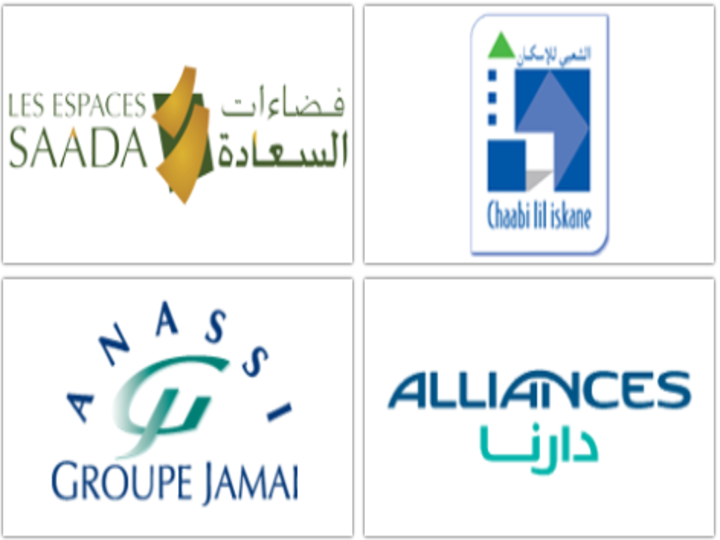 LES ESPACES
SAADA
فضاءات
السعادة
الشعبي للإسكان
Chaabi lil iskane
ANASSI
GROUPE JAMAI
ALLIANCES
دارنا